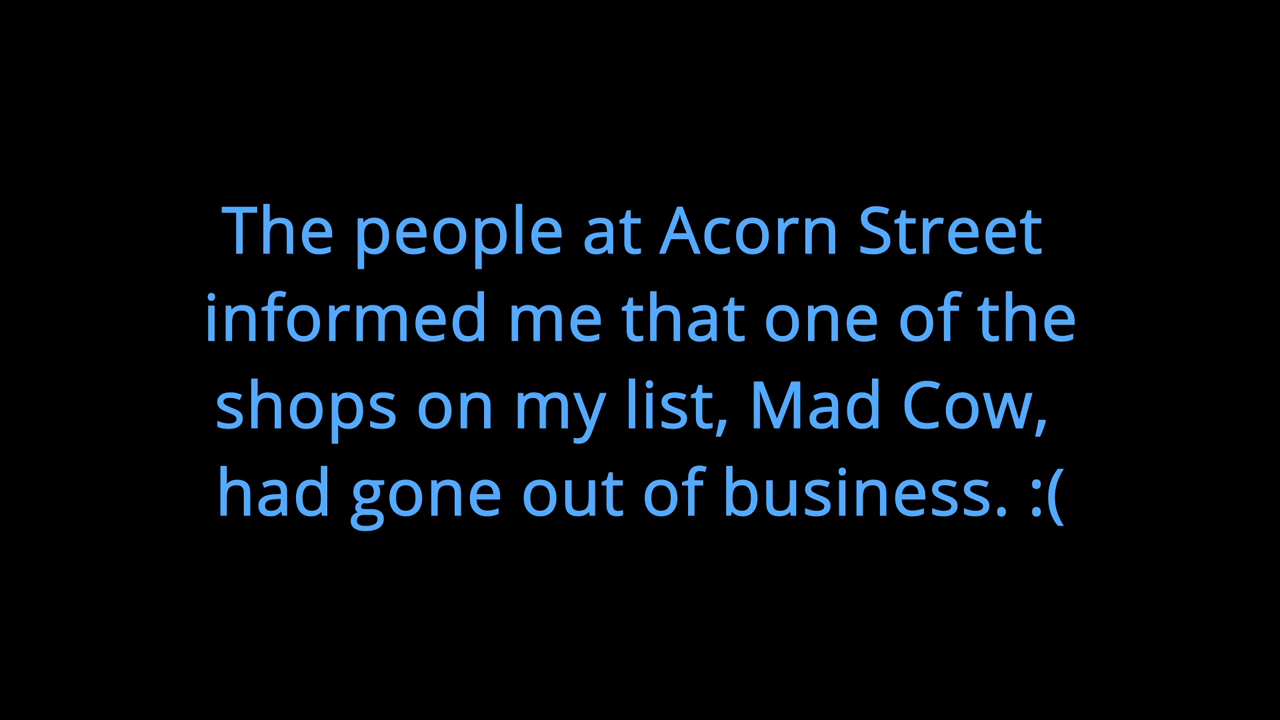 The people at Acorn Street
informed me that one of the
shops on my list, Mad Cow,
had gone out of business. :(